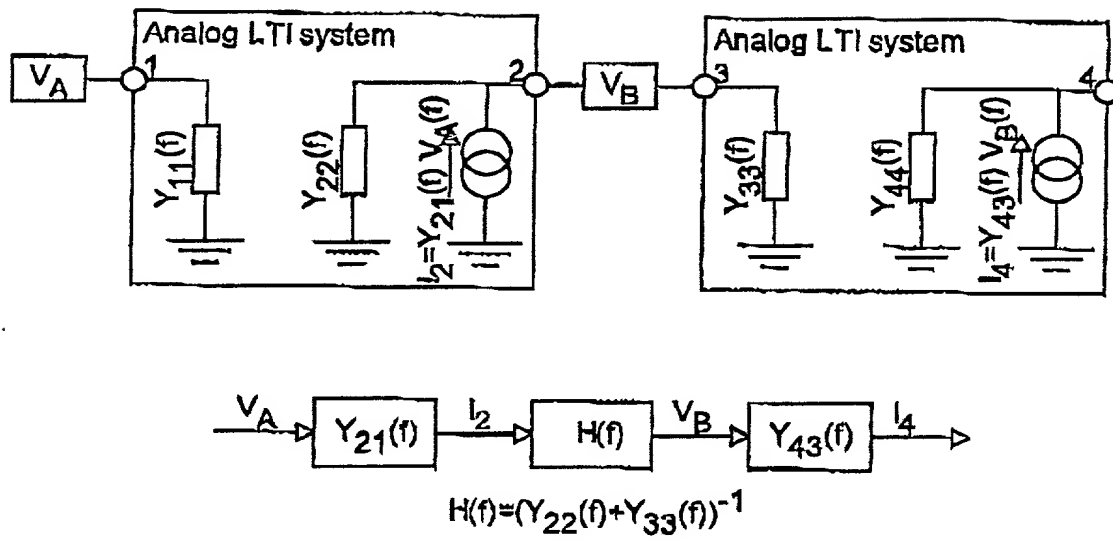 Analog LTI system
Analog LTI system
V_A
1
2
V_B
3
4
Y_11(f)
Y_22(f)
I_2=Y_21(f) V_A(f)
Y_33(f)
Y_44(f)
I_4=Y_43(f) V_B(f)
V_A
Y_21(f)
I_2
H(f)
V_B
Y_43(f)
I_4
H(f)=(Y_22(f)+Y_33(f))^-1